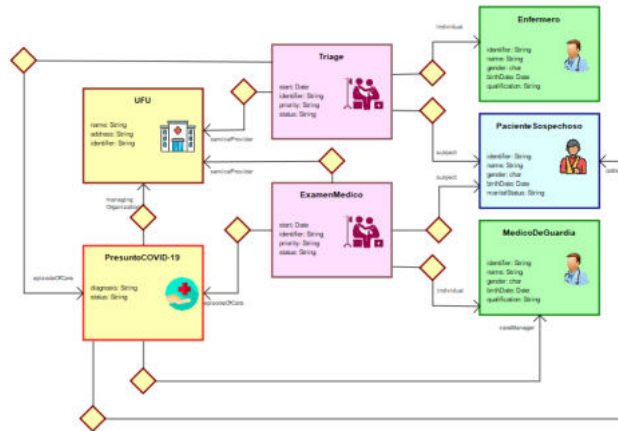 Enfermero
individual
identifier: String
name: String
gender: char
birthDate: Date
qualification: String
Triage
start: Date
identifier: String
priority: String
status: String
UFU
name: String
address: String
identifier: String
serviceProvider
serviceProvider
PacienteSospechoso
subject
subject
identifier: String
name: String
gender: char
birthDate: Date
maritalStatus: String
managing
Organization
ExamenMedico
start: Date
identifier: String
priority: String
status: String
MedicoDeGuardia
identifier: String
name: String
gender: char
birthDate: Date
qualification: String
individual
PresuntoCOVID-19
diagnosis: String
status: String
episodeOfCare
episodeOfCare
careManager